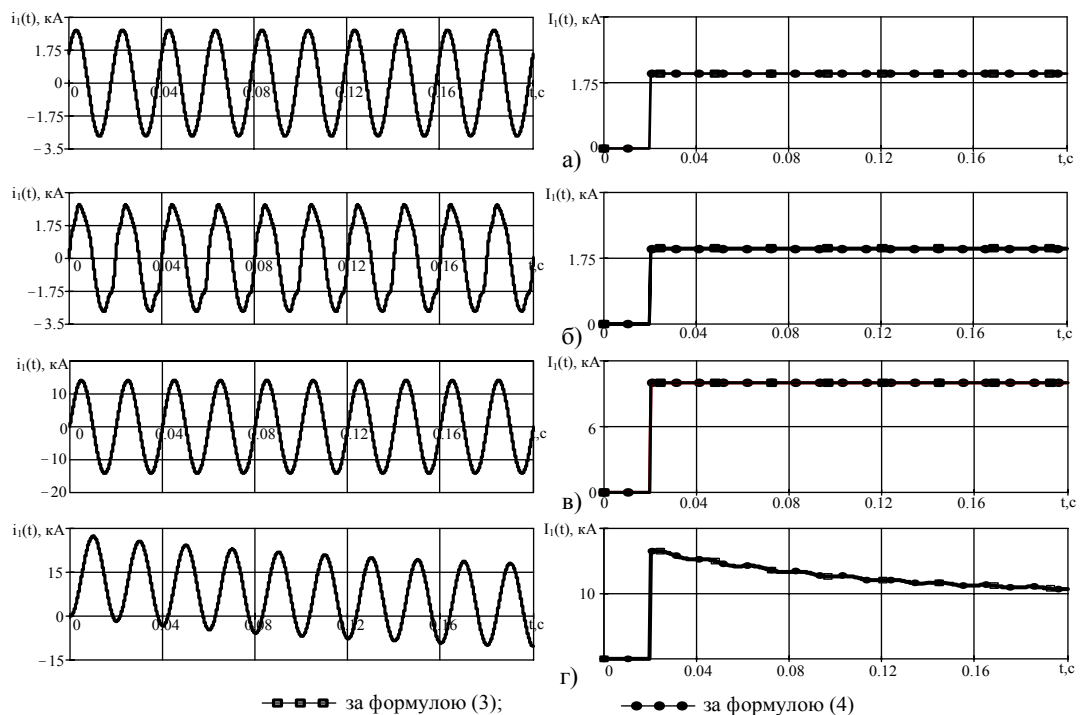 i₁(t), кА
1.75
0
−1.75
−3.5
0 0.04 0.08 0.12 0.16 t,с
I₁(t), кА
1.75
0
0 0.04 0.08 0.12 0.16 t,с
а)
i₁(t), кА
1.75
0
−1.75
−3.5
0 0.04 0.08 0.12 0.16 t,с
I₁(t), кА
1.75
0
0 0.04 0.08 0.12 0.16 t,с
б)
i₁(t), кА
10
0
−10
−20
0 0.04 0.08 0.12 0.16 t,с
I₁(t), кА
6
0
0 0.04 0.08 0.12 0.16 t,с
в)
i₁(t), кА
15
0
−15
0 0.04 0.08 0.12 0.16 t,с
I₁(t), кА
10
0.04 0.08 0.12 0.16 t,с
г)
за формулою (3);
за формулою (4)